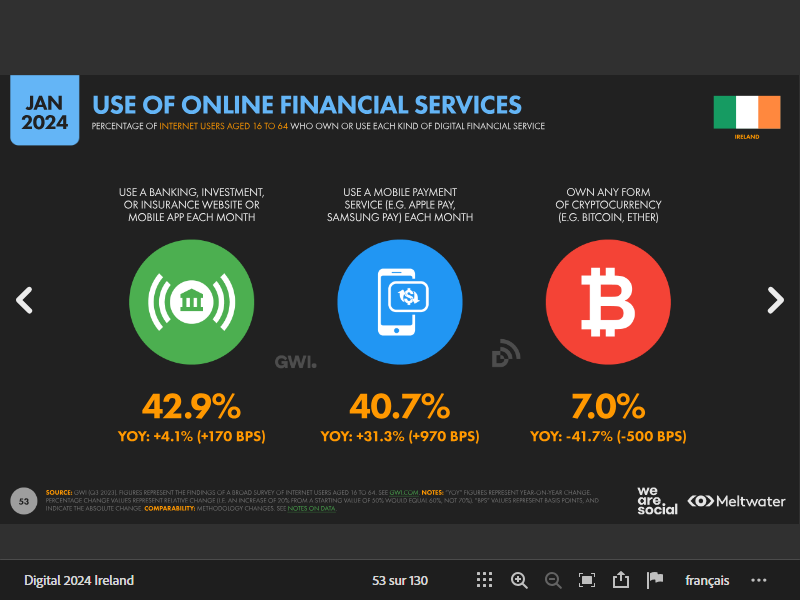 JAN
2024
USE OF ONLINE FINANCIAL SERVICES
PERCENTAGE OF INTERNET USERS AGED 16 TO 64 WHO OWN OR USE EACH KIND OF DIGITAL FINANCIAL SERVICE
IRELAND
USE A BANKING, INVESTMENT,
OR INSURANCE WEBSITE OR
MOBILE APP EACH MONTH
USE A MOBILE PAYMENT
SERVICE (E.G. APPLE PAY,
SAMSUNG PAY) EACH MONTH
OWN ANY FORM
OF CRYPTOCURRENCY
(E.G. BITCOIN, ETHER)
GWI.
42.9%
YOY: +4.1% (+170 BPS)
40.7%
YOY: +31.3% (+970 BPS)
7.0%
YOY: -41.7% (-500 BPS)
53
SOURCE: GWI (Q3 2023). FIGURES REPRESENT THE FINDINGS OF A BROAD SURVEY OF INTERNET USERS AGED 16 TO 64. SEE GWI.COM. NOTES: "YOY" FIGURES REPRESENT YEAR-ON-YEAR CHANGE.
PERCENTAGE CHANGE VALUES REPRESENT RELATIVE CHANGE (I.E. AN INCREASE OF 20% FROM A STARTING VALUE OF 50% WOULD EQUAL 60%, NOT 70%). "BPS" VALUES REPRESENT BASIS POINTS, AND
INDICATE THE ABSOLUTE CHANGE. COMPARABILITY: METHODOLOGY CHANGES. SEE NOTES ON DATA.
we
are.
social
Meltwater
Digital 2024 Ireland
53 sur 130
français